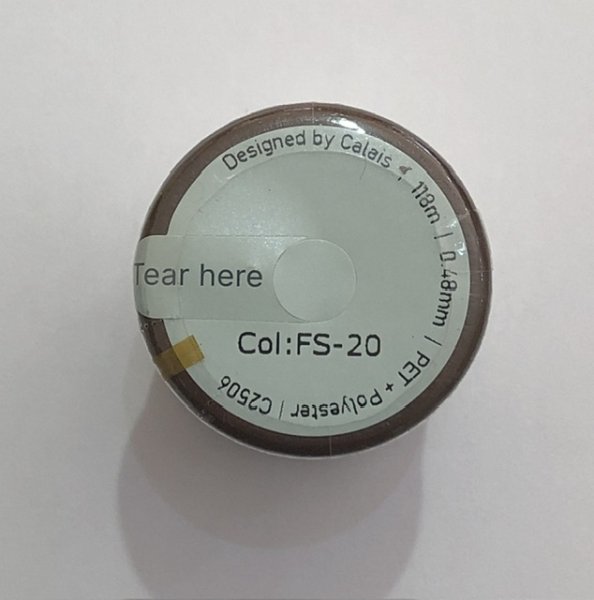 Designed by Calais , 118m | 0.48mm | PET + Polyester | C2506
Tear here
Col:FS-20